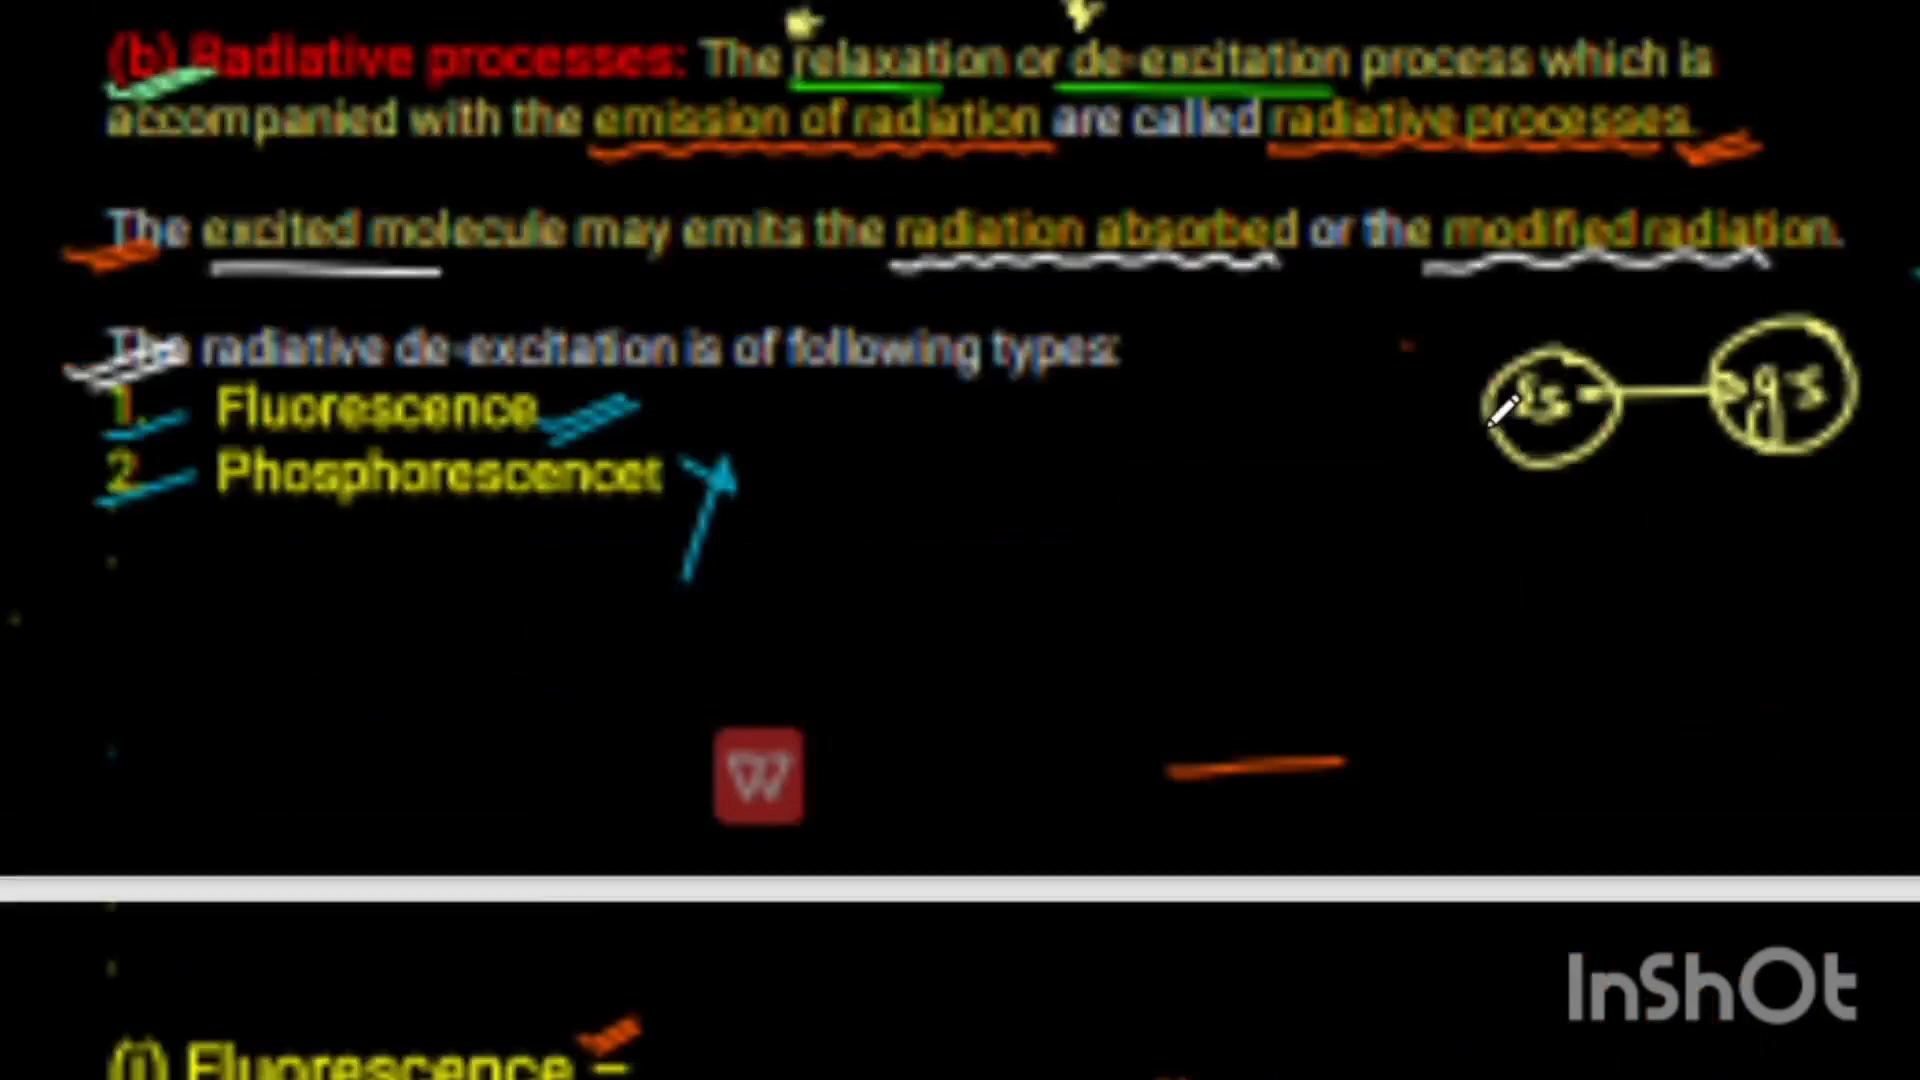 (b) Radiative processes: The relaxation or de-excitation process which is
accompanied with the emission of radiation are called radiative processes.
The excited molecule may emits the radiation absorbed or the modified radiation.
The radiative de-excitation is of following types:
1. Fluorescence
2. Phosphorescencet
g s
W
InShOt
(i) Fluorescence –